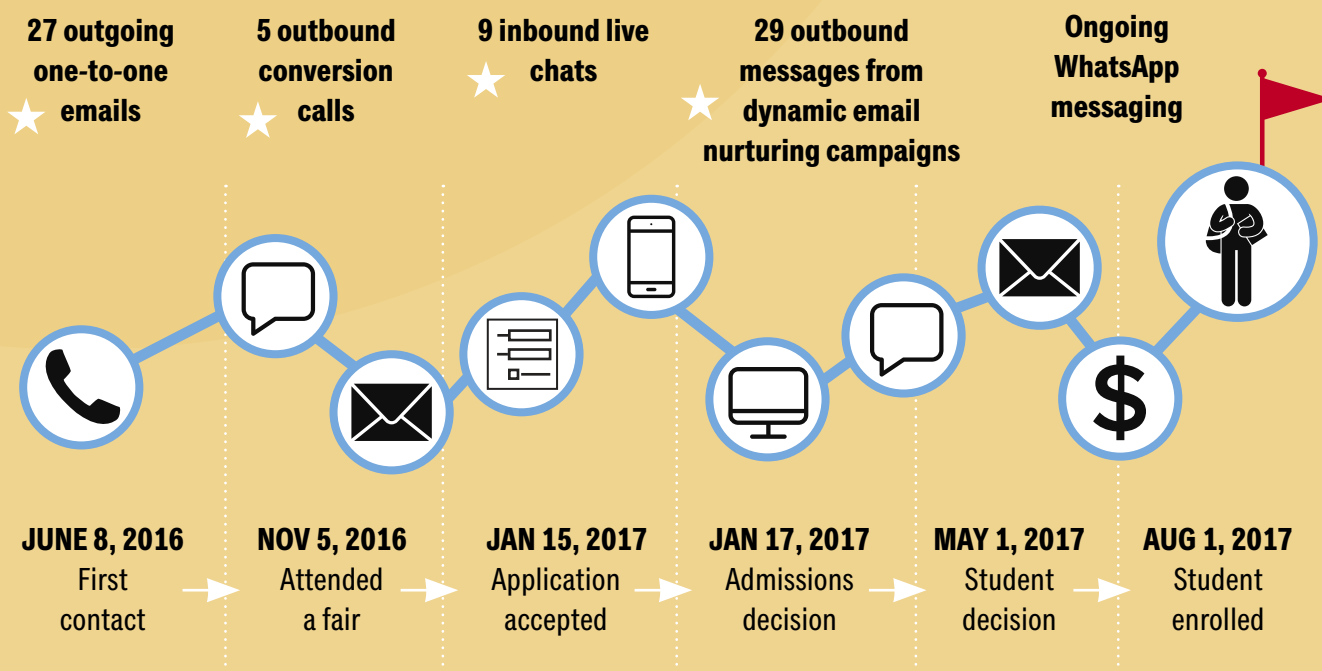 27 outgoing
one-to-one
emails
5 outbound
conversion
calls
9 inbound live
chats
29 outbound
messages from
dynamic email
nurturing campaigns
Ongoing
WhatsApp
messaging
$
JUNE 8, 2016
First
contact
NOV 5, 2016
Attended
a fair
JAN 15, 2017
Application
accepted
JAN 17, 2017
Admissions
decision
MAY 1, 2017
Student
decision
AUG 1, 2017
Student
enrolled